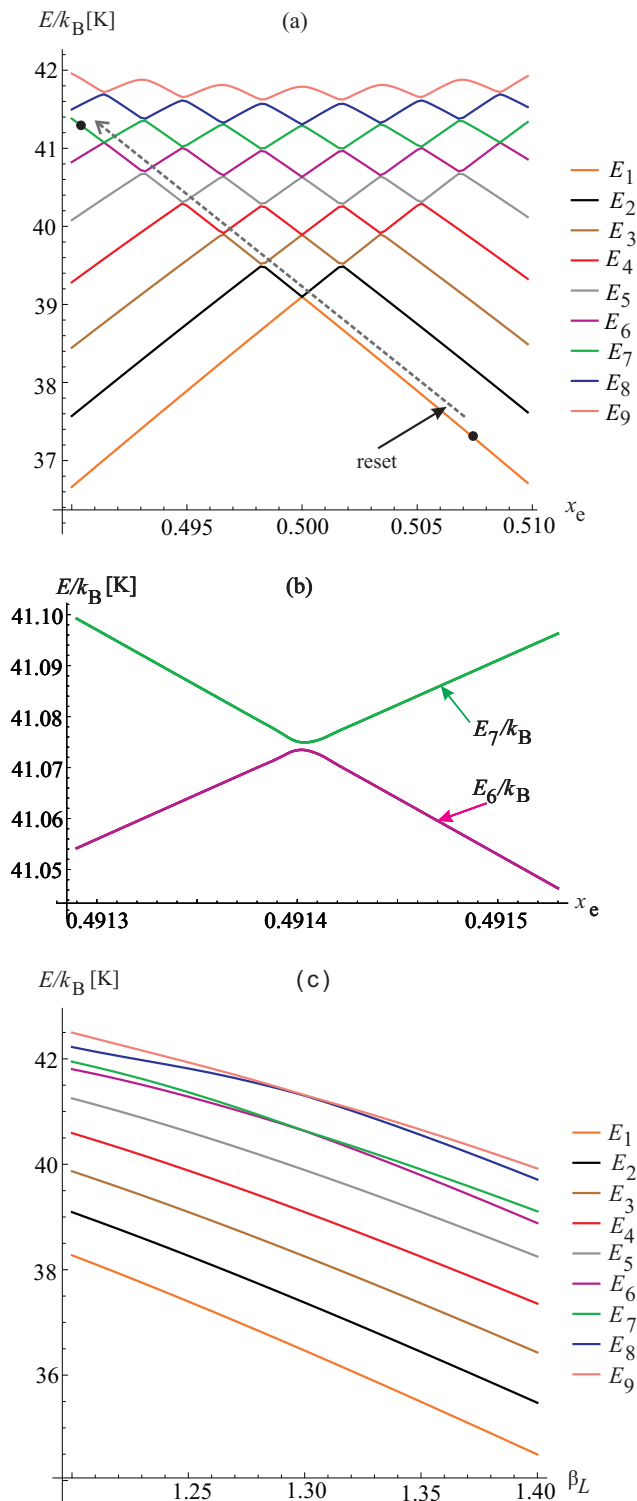 E/kB[K]
(a)
42
41
40
39
38
37
0.495
0.500
0.505
0.510
xe
reset
E1
E2
E3
E4
E5
E6
E7
E8
E9
E/kB[K]
(b)
41.10
41.09
41.08
41.07
41.06
41.05
E7/kB
E6/kB
0.4913
0.4914
0.4915
xe
E/kB[K]
(c)
42
40
38
36
1.25
1.30
1.35
1.40
βL
E1
E2
E3
E4
E5
E6
E7
E8
E9